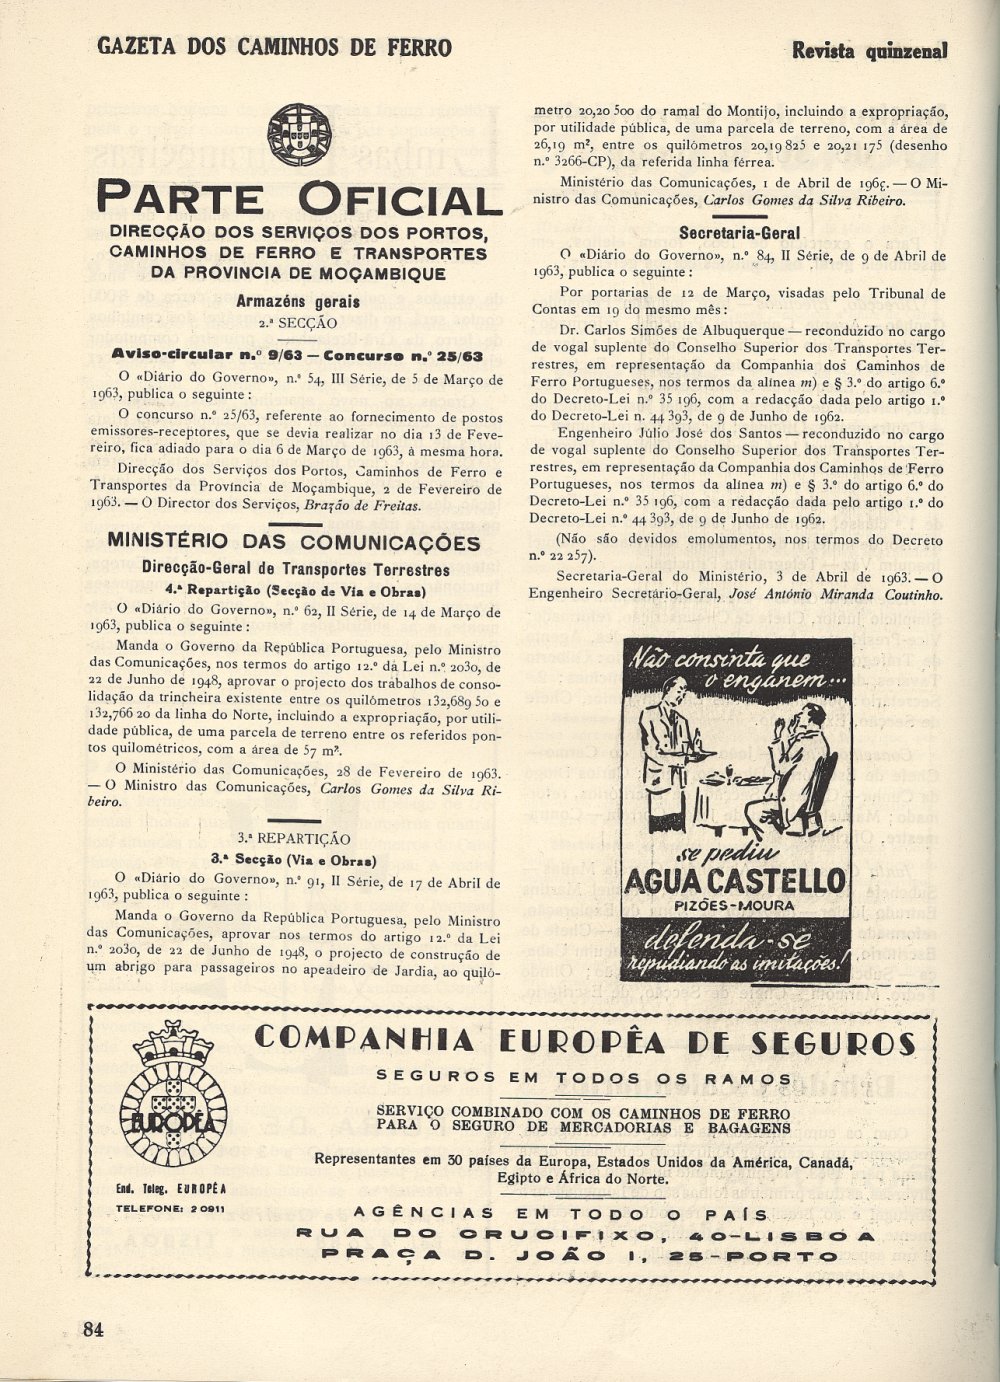 GAZETA DOS CAMINHOS DE FERRO
Revista quinzenal
PARTE OFICIAL
DIRECÇÃO DOS SERVIÇOS DOS PORTOS,
CAMINHOS DE FERRO E TRANSPORTES
DA PROVINCIA DE MOÇAMBIQUE
Armazéns gerais
2.ª SECÇÃO
Aviso-circular n.º 9/63 — Concurso n.º 25/63
O «Diário do Governo», n.º 54, III Série, de 5 de Março de
1963, publica o seguinte :
O concurso n.º 25/63, referente ao fornecimento de postos
emissores-receptores, que se devia realizar no dia 13 de Feve-
reiro, fica adiado para o dia 6 de Março de 1963, à mesma hora.
Direcção dos Serviços dos Portos, Caminhos de Ferro e
Transportes da Província de Moçambique, 2 de Fevereiro de
1963. — O Director dos Serviços, Brazão de Freitas.
MINISTÉRIO DAS COMUNICAÇÕES
Direcção-Geral de Transportes Terrestres
4.ª Repartição (Secção de Via e Obras)
O «Diário do Governo», n.º 62, II Série, de 14 de Março de
1963, publica o seguinte :
Manda o Governo da República Portuguesa, pelo Ministro
das Comunicações, nos termos do artigo 12.º da Lei n.º 2030, de
22 de Junho de 1948, aprovar o projecto dos trabalhos de conso-
lidação da trincheira existente entre os quilómetros 132,689 50 e
132,766 20 da linha do Norte, incluindo a expropriação, por utili-
dade pública, de uma parcela de terreno entre os referidos pon-
tos quilométricos, com a área de 57 m².
O Ministério das Comunicações, 28 de Fevereiro de 1963.
— O Ministro das Comunicações, Carlos Gomes da Silva Ri-
beiro.
3.ª REPARTIÇÃO
3.ª Secção (Via e Obras)
O «Diário do Governo», n.º 91, II Série, de 17 de Abril de
1963, publica o seguinte :
Manda o Governo da República Portuguesa, pelo Ministro
das Comunicações, aprovar nos termos do artigo 12.º da Lei
n.º 2030, de 22 de Junho de 1948, o projecto de construção de
um abrigo para passageiros no apeadeiro de Jardia, ao quiló-
metro 20,20 500 do ramal do Montijo, incluindo a expropriação,
por utilidade pública, de uma parcela de terreno, com a área de
26,19 m², entre os quilómetros 20,19 825 e 20,21 175 (desenho
n.º 3266-CP), da referida linha férrea.
Ministério das Comunicações, 1 de Abril de — O Mi-
nistro das Comunicações, Carlos Gomes da Silva Ribeiro.
Secretaria-Geral
O «Diário do Governo», n.º 84, II Série, de 9 de Abril de
1963, publica o seguinte :
Por portarias de 12 de Março, visadas pelo Tribunal de
Contas em 19 do mesmo mês :
Dr. Carlos Simões de Albuquerque — reconduzido no cargo
de vogal suplente do Conselho Superior dos Transportes Ter-
restres, em representação da Companhia dos Caminhos de
Ferro Portugueses, nos termos da alínea m) e § 3.º do artigo 6.º
do Decreto-Lei n.º 35 196, com a redacção dada pelo artigo 1.º
do Decreto-Lei n. 44 393, de 9 de Junho de 1962.
Engenheiro Júlio José dos Santos — reconduzido no cargo
de vogal suplente do Conselho Superior dos Transportes Ter-
restres, em representação da Companhia dos Caminhos de Ferro
Portugueses, nos termos da alínea m) e § 3.º do artigo 6.º do
Decreto-Lei n.º 35 196, com a redacção dada pelo artigo 1.º do
Decreto-Lei n.º 44 393, de 9 de Junho de 1962.
(Não são devidos emolumentos, nos termos do Decreto
n.º 22 257).
Secretaria-Geral do Ministério, 3 de Abril de 1963. — O
Engenheiro Secretário-Geral, José António Miranda Coutinho.
Não consinta que
o enganem...
se pediu
AGUA CASTELLO
PIZÕES-MOURA
defenda-se
repudiando as imitações!
COMPANHIA EUROPÊA DE SEGUROS
SEGUROS EM TODOS OS RAMOS
SERVIÇO COMBINADO COM OS CAMINHOS DE FERRO
PARA O SEGURO DE MERCADORIAS E BAGAGENS
Representantes em 30 países da Europa, Estados Unidos da América, Canadá,
Egipto e África do Norte.
AGÊNCIAS EM TODO O PAÍS
RUA DO CRUCIFIXO, 40-LISBOA
PRAÇA D. JOÃO I, 25-PORTO
EUROPÊA
End. Teleg. EUROPÊA
TELEFONE: 20911
84